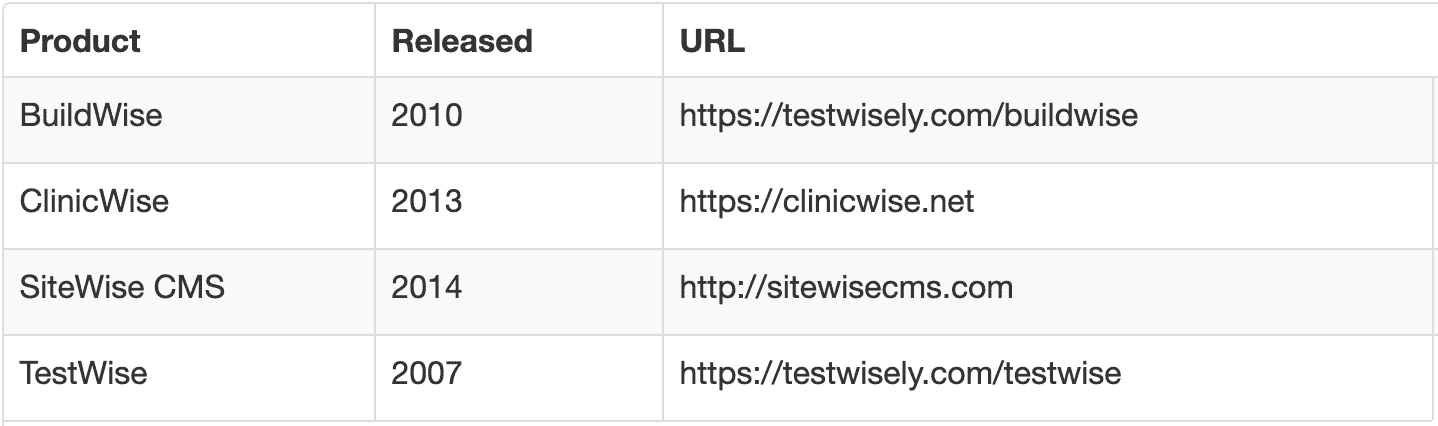 Product Released URL
BuildWise 2010 https://testwisely.com/buildwise
ClinicWise 2013 https://clinicwise.net
SiteWise CMS 2014 http://sitewisecms.com
TestWise 2007 https://testwisely.com/testwise